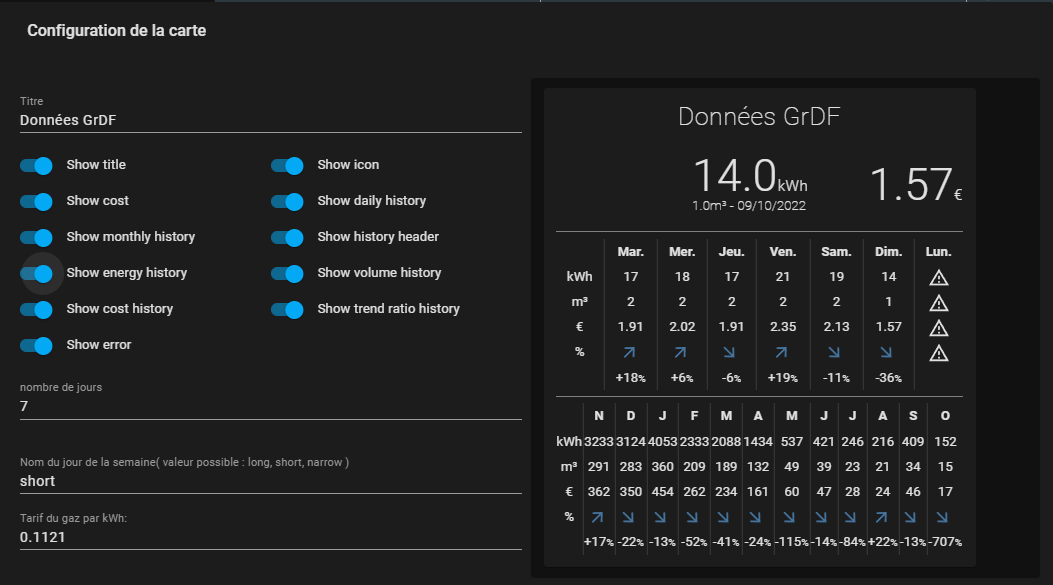 Configuration de la carte
Titre
Données GrDF
Show title
Show icon
Show cost
Show daily history
Show monthly history
Show history header
Show energy history
Show volume history
Show cost history
Show trend ratio history
Show error
nombre de jours
7
Nom du jour de la semaine( valeur possible : long, short, narrow )
short
Tarif du gaz par kWh:
0.1121
Données GrDF
14.0kWh 1.57€
1.0m³ - 09/10/2022
Mar. Mer. Jeu. Ven. Sam. Dim. Lun.
kWh 17 18 17 21 19 14
m³ 2 2 2 2 2 1
€ 1.91 2.02 1.91 2.35 2.13 1.57
%
+18% +6% -6% +19% -11% -36%
N D J F M A M J J A S O
kWh 3233 3124 4053 2333 2088 1434 537 421 246 216 409 152
m³ 291 283 360 209 189 132 49 39 23 21 34 15
€ 362 350 454 262 234 161 60 47 28 24 46 17
%
+17% -22% -13% -52% -41% -24% -115% -14% -84% +22% -13% -707%